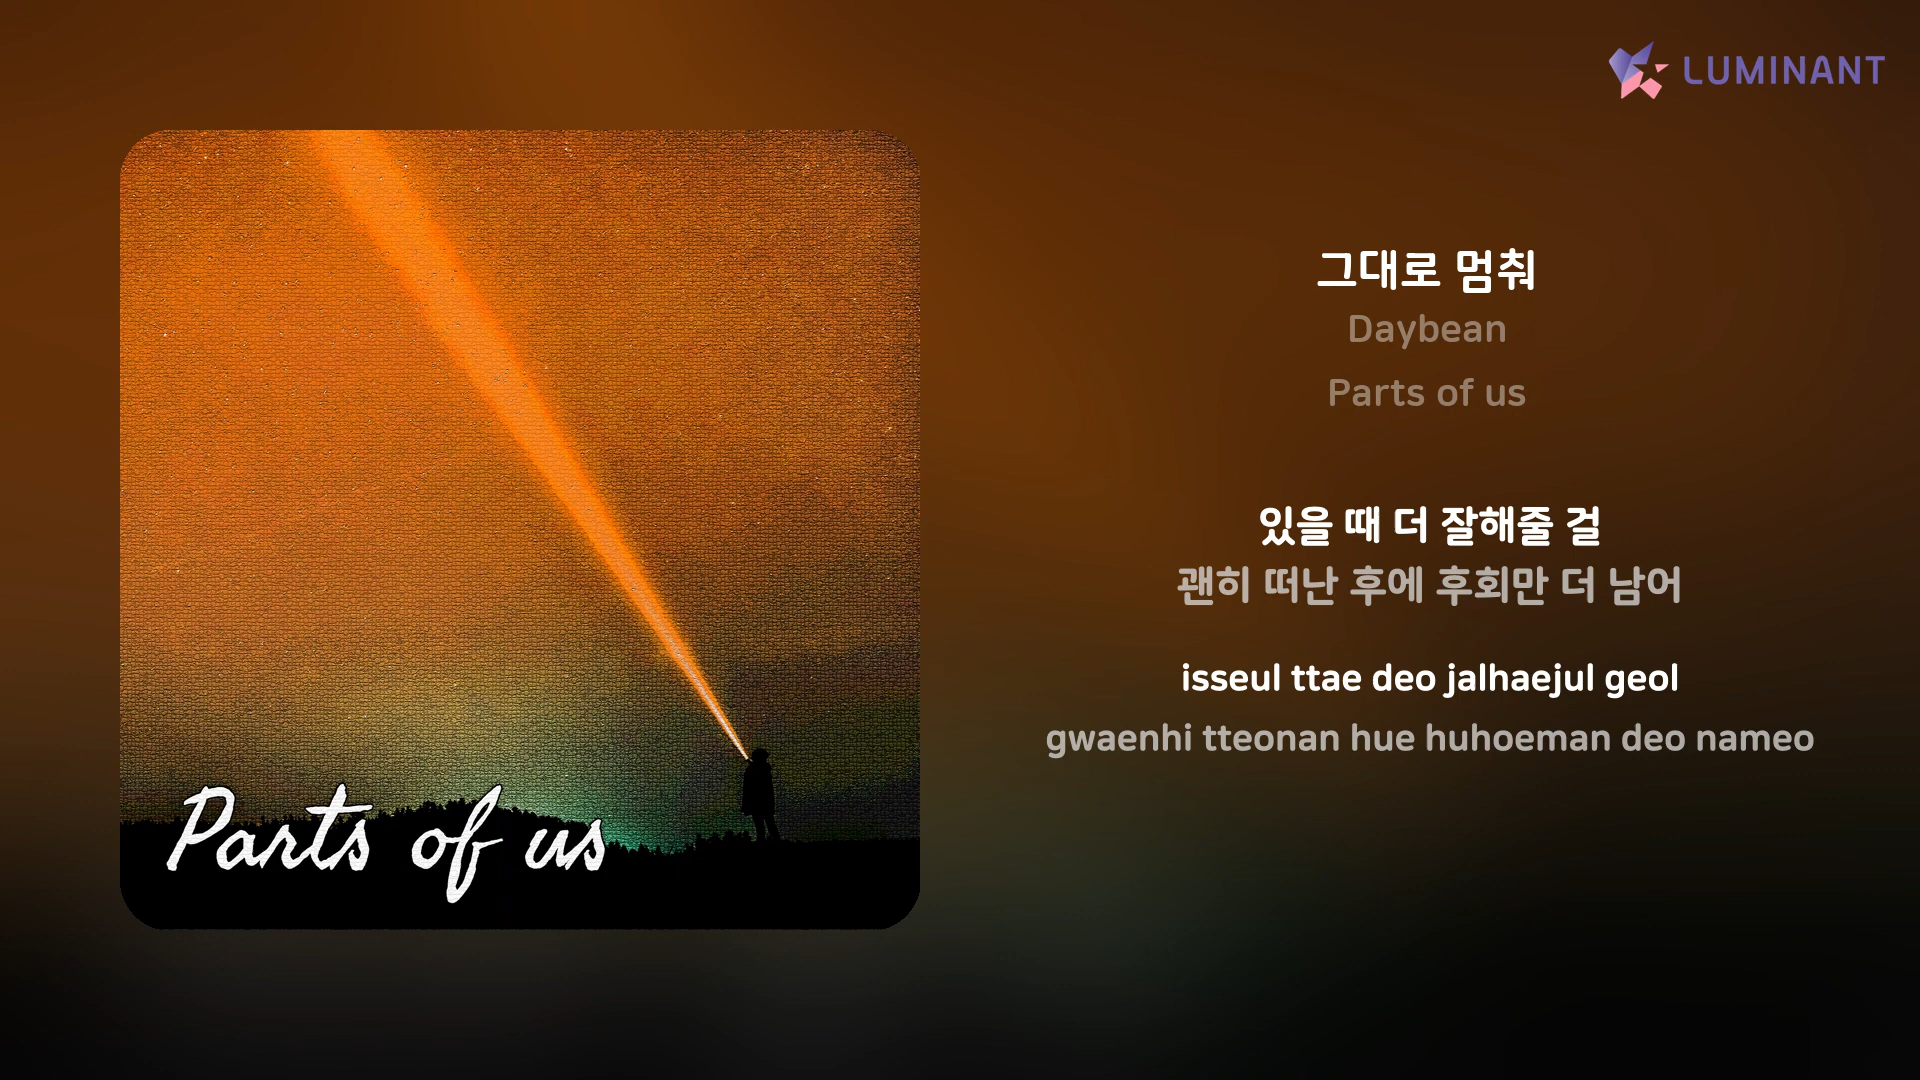 LUMINANT
그대로 멈춰
Daybean
Parts of us
있을 때 더 잘해줄 걸
괜히 떠난 후에 후회만 더 남어
isseul ttae deo jalhaejul geol
gwaenhi tteonan hue huhoeman deo nameo
Parts of us